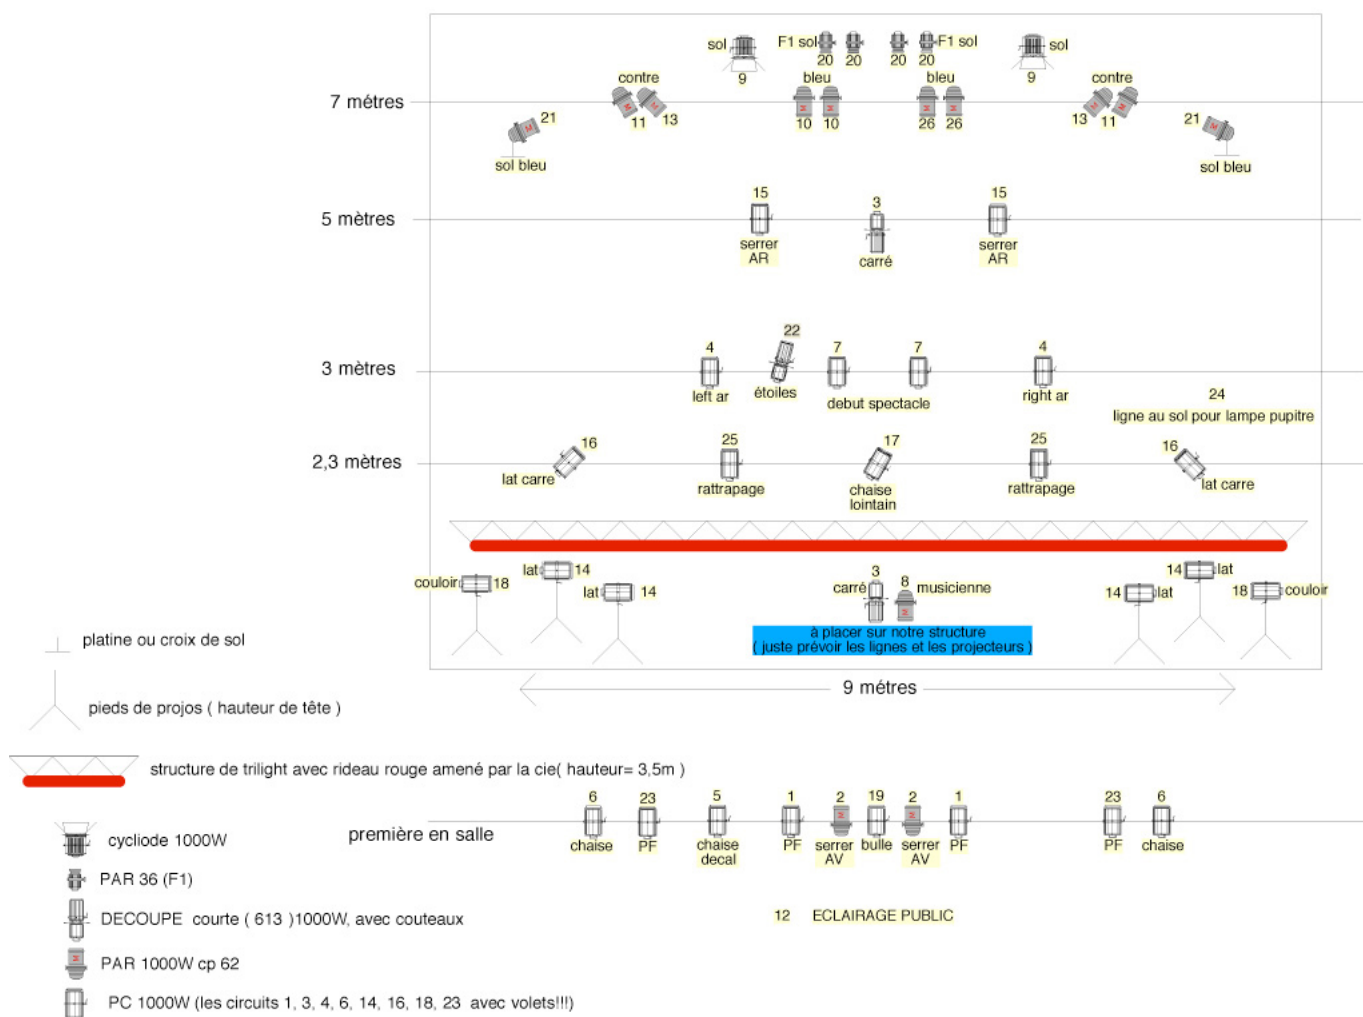 sol F1 sol F1 sol sol
9 20 20 20 20 9
contre bleu bleu contre
7 métres
21 11 13 10 10 26 26 13 11 21
sol bleu sol bleu
15 3 15
5 mètres
serrer carré serrer
AR AR
22
4 7 7 4
3 mètres
left ar étoiles debut spectacle right ar
24
ligne au sol pour lampe pupitre
16 25 17 25 16
2,3 mètres
lat carre rattrapage chaise rattrapage lat carre
lointain
couloir 18 lat 14 carré 3 14 lat
lat 14 8 musicienne 14 lat 18 couloir
à placer sur notre structure
( juste prévoir les lignes et les projecteurs )
platine ou croix de sol
9 métres
pieds de projos ( hauteur de tête )
structure de trilight avec rideau rouge amené par la cie( hauteur= 3,5m )
6 23 5 1 2 19 2 1 23 6
première en salle
chaise PF chaise PF serrer bulle serrer PF PF chaise
decal AV AV
cycliode 1000W
PAR 36 (F1)
DECOUPE courte ( 613 )1000W, avec couteaux
12 ECLAIRAGE PUBLIC
PAR 1000W cp 62
PC 1000W (les circuits 1, 3, 4, 6, 14, 16, 18, 23 avec volets!!!)
M M M M M M M M M M M M M